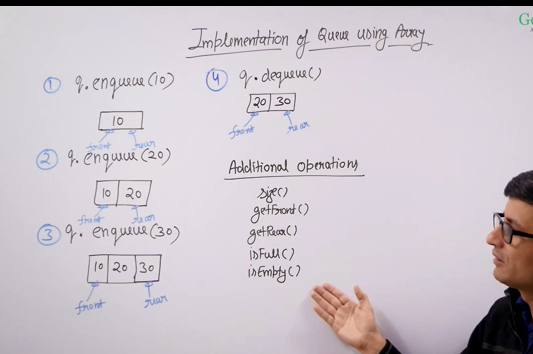 Implementation of Queue using Array
① q.enqueue(10)
10
front rear
② q.enqueue(20)
10 20
front rear
③ q.enqueue(30)
10 20 30
front rear
④ q.dequeue()
20 30
front rear
Additional operations
size()
getFront()
getRear()
isFull()
isEmpty()